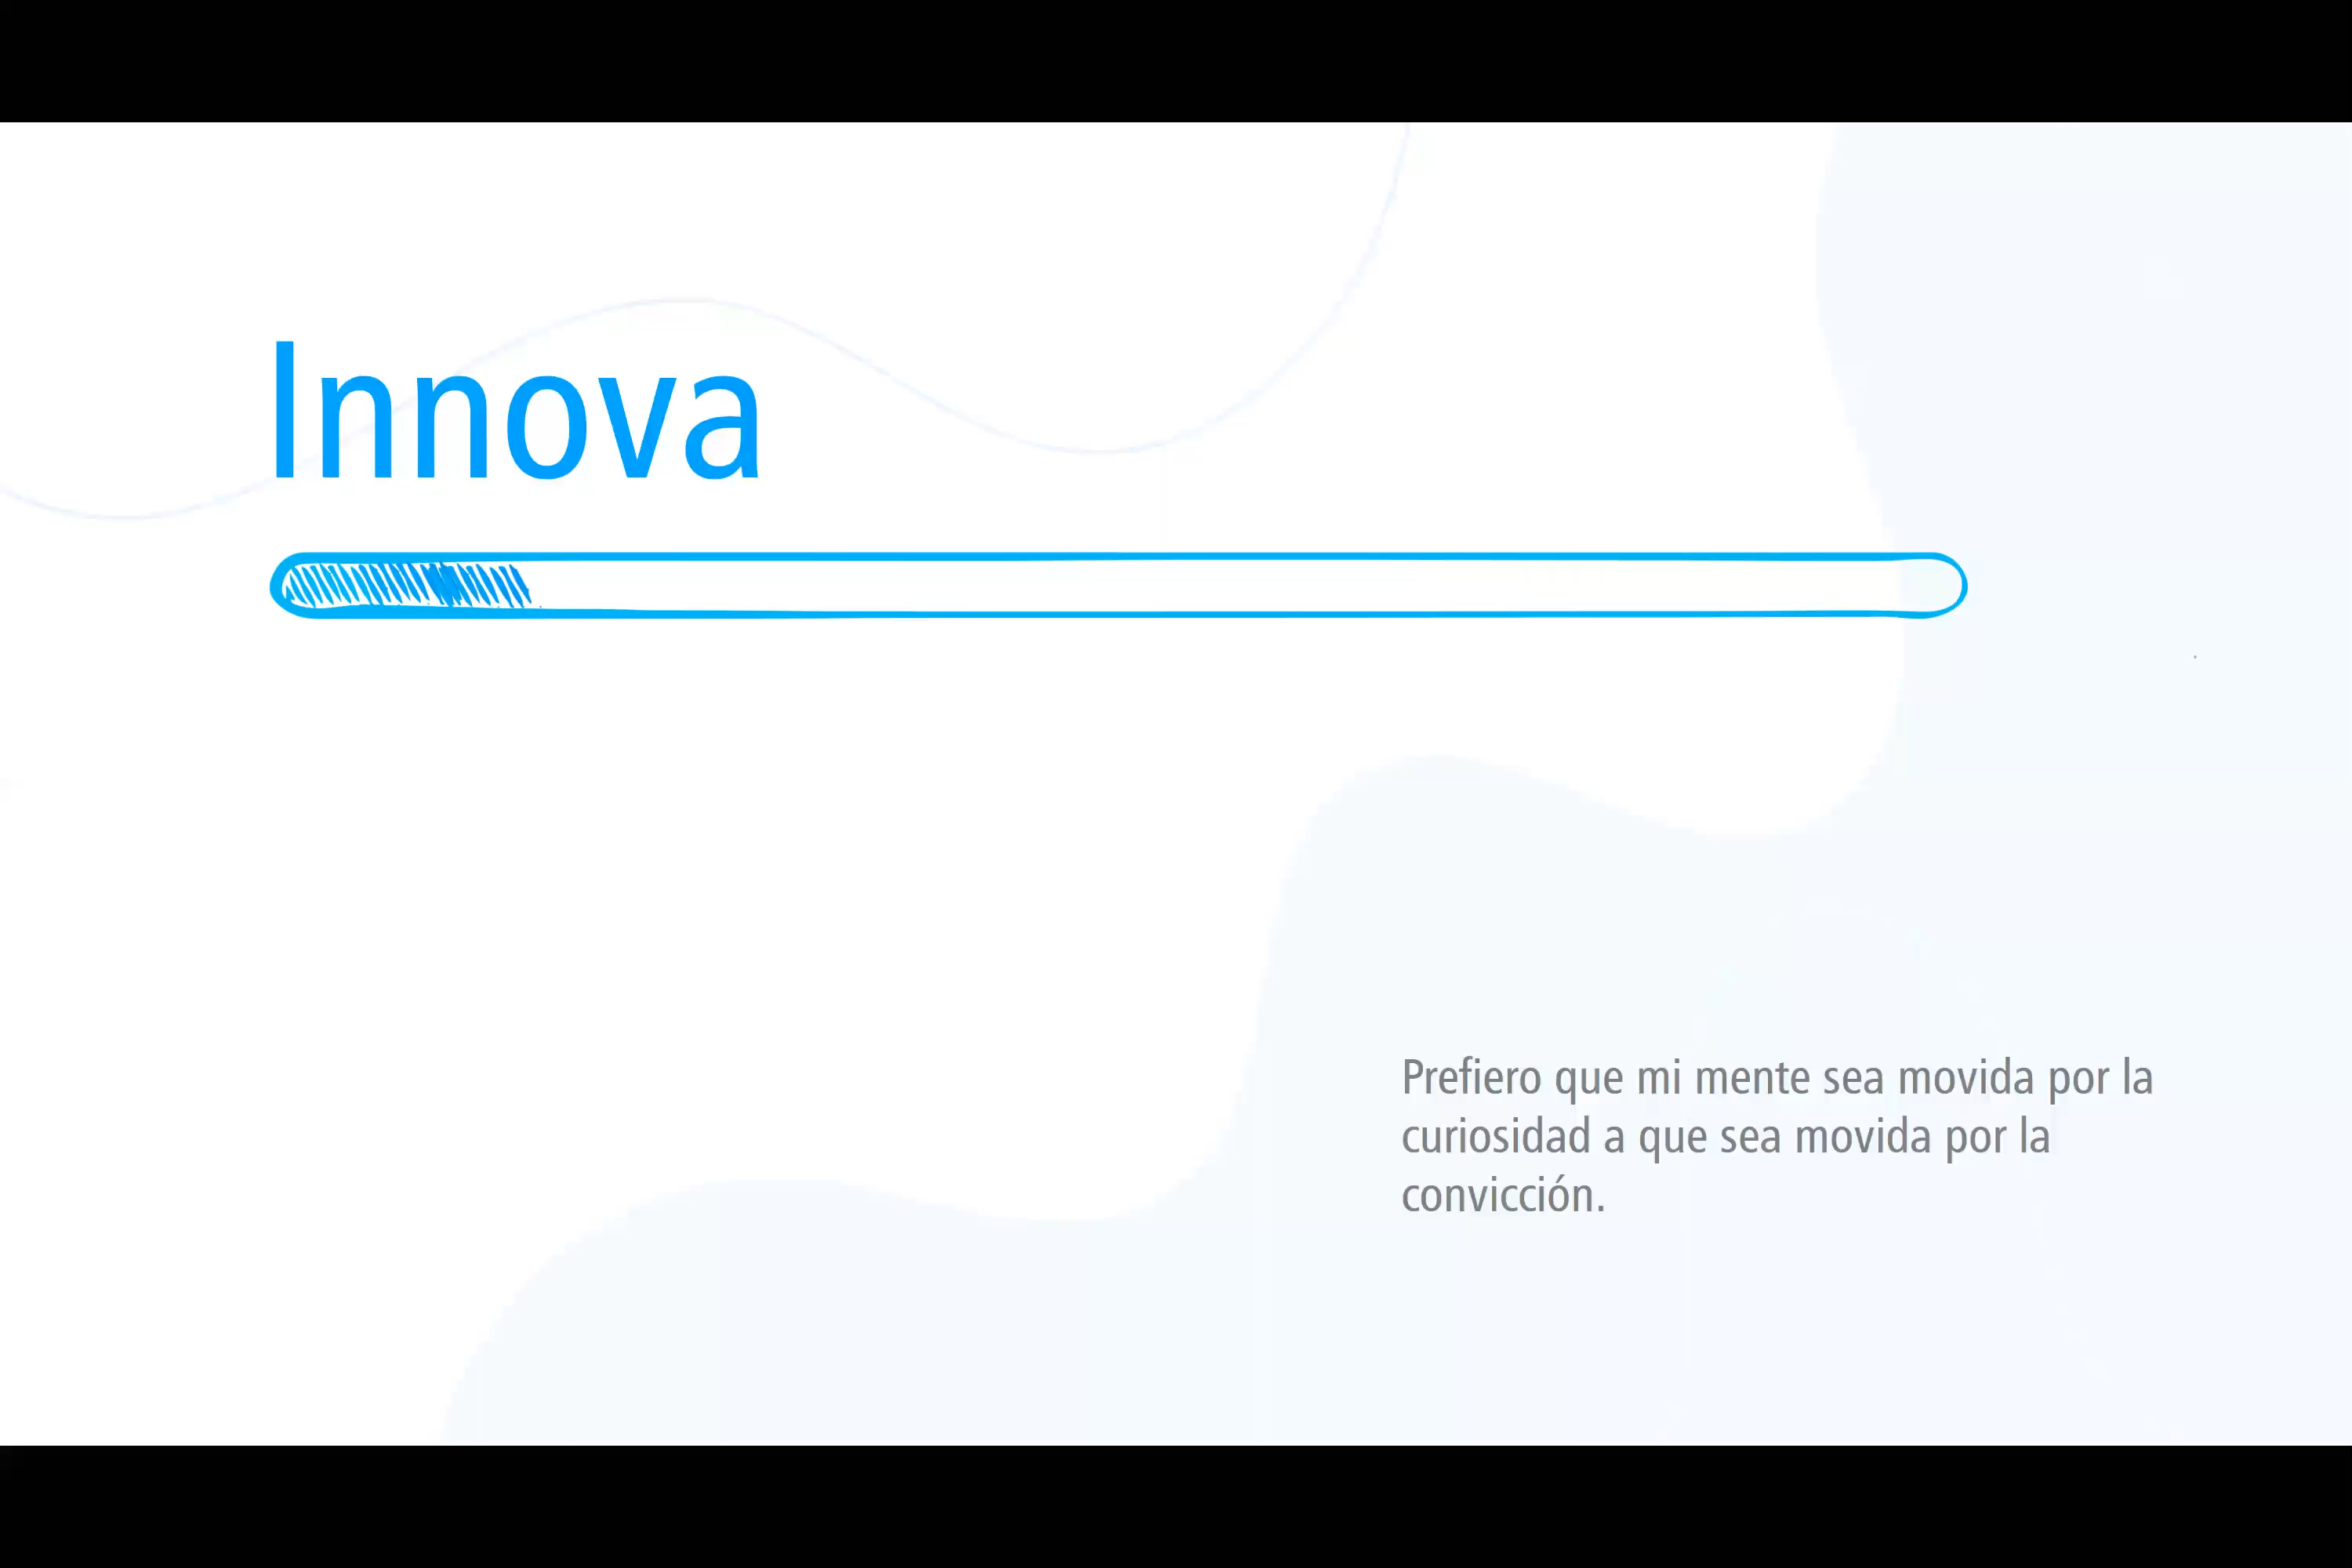 Innova
Prefiero que mi mente sea movida por la
curiosidad a que sea movida por la
convicción.